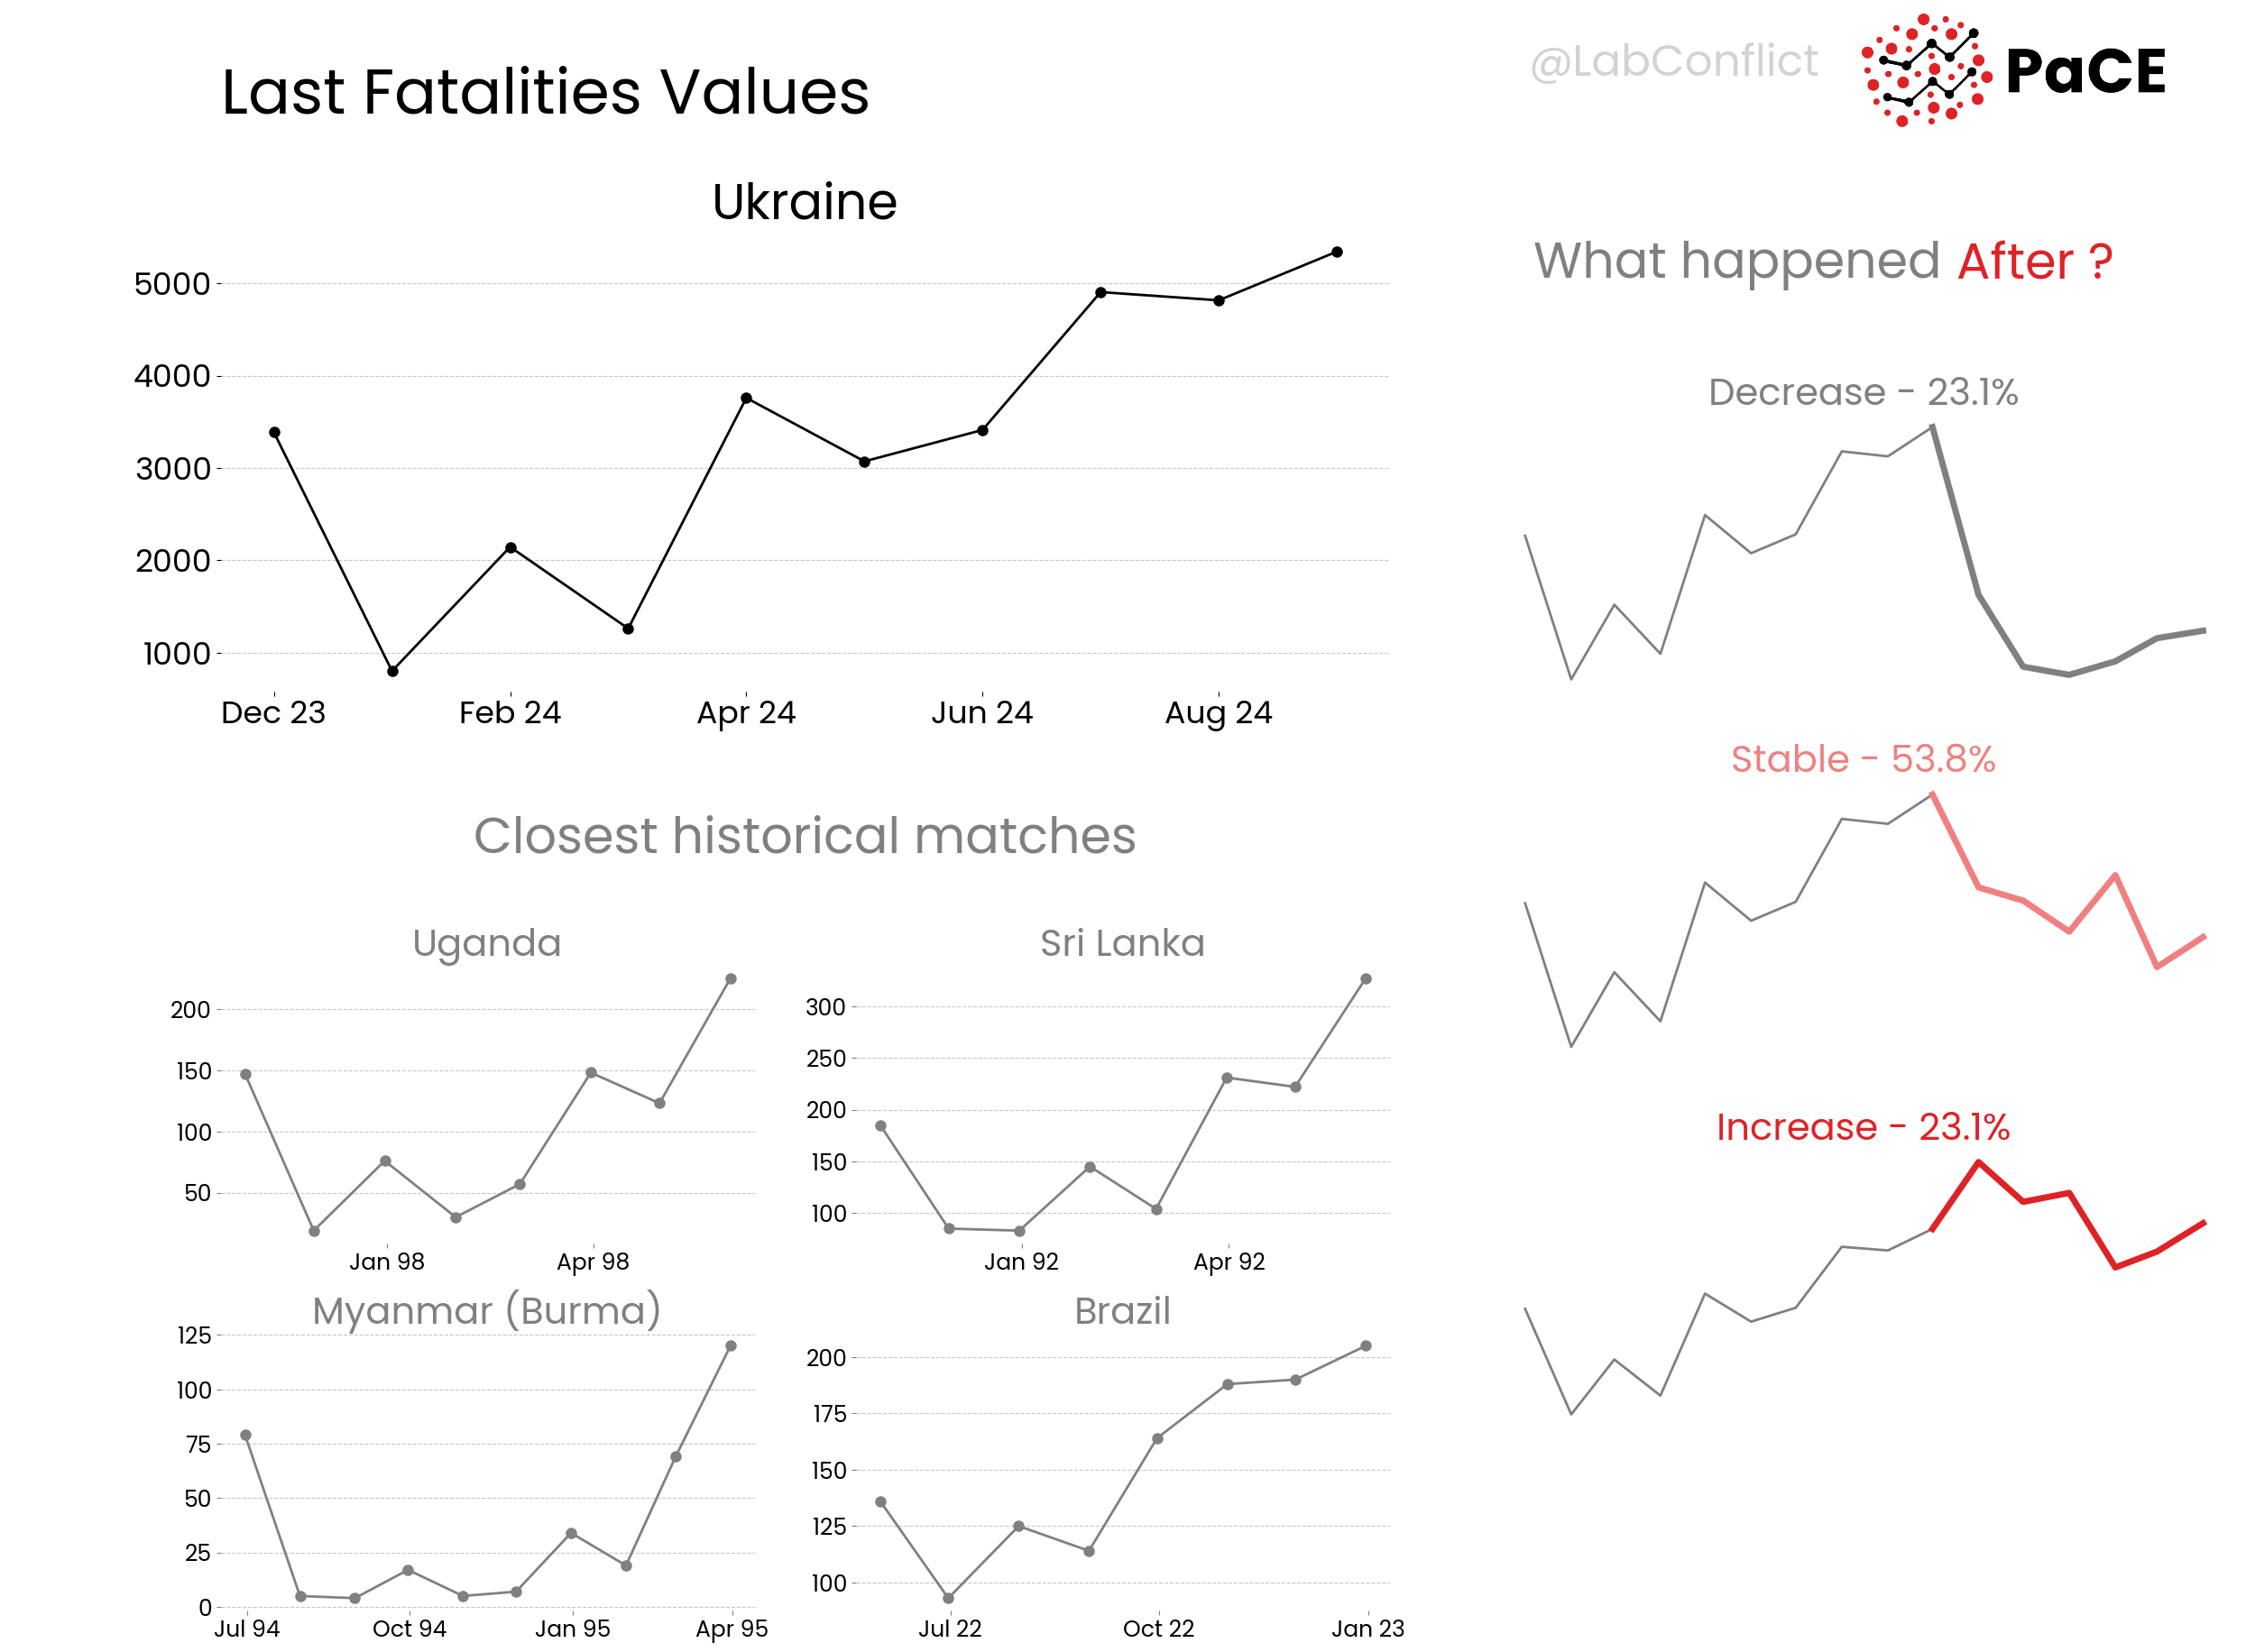 @LabConflict
PaCE
Last Fatalities Values
Ukraine
5000
4000
3000
2000
1000
Dec 23 Feb 24 Apr 24 Jun 24 Aug 24
What happened After ?
Decrease - 23.1%
Stable - 53.8%
Increase - 23.1%
Closest historical matches
Uganda
200
150
100
50
Jan 98 Apr 98
Sri Lanka
300
250
200
150
100
Jan 92 Apr 92
Myanmar (Burma)
125
100
75
50
25
0
Jul 94 Oct 94 Jan 95 Apr 95
Brazil
200
175
150
125
100
Jul 22 Oct 22 Jan 23